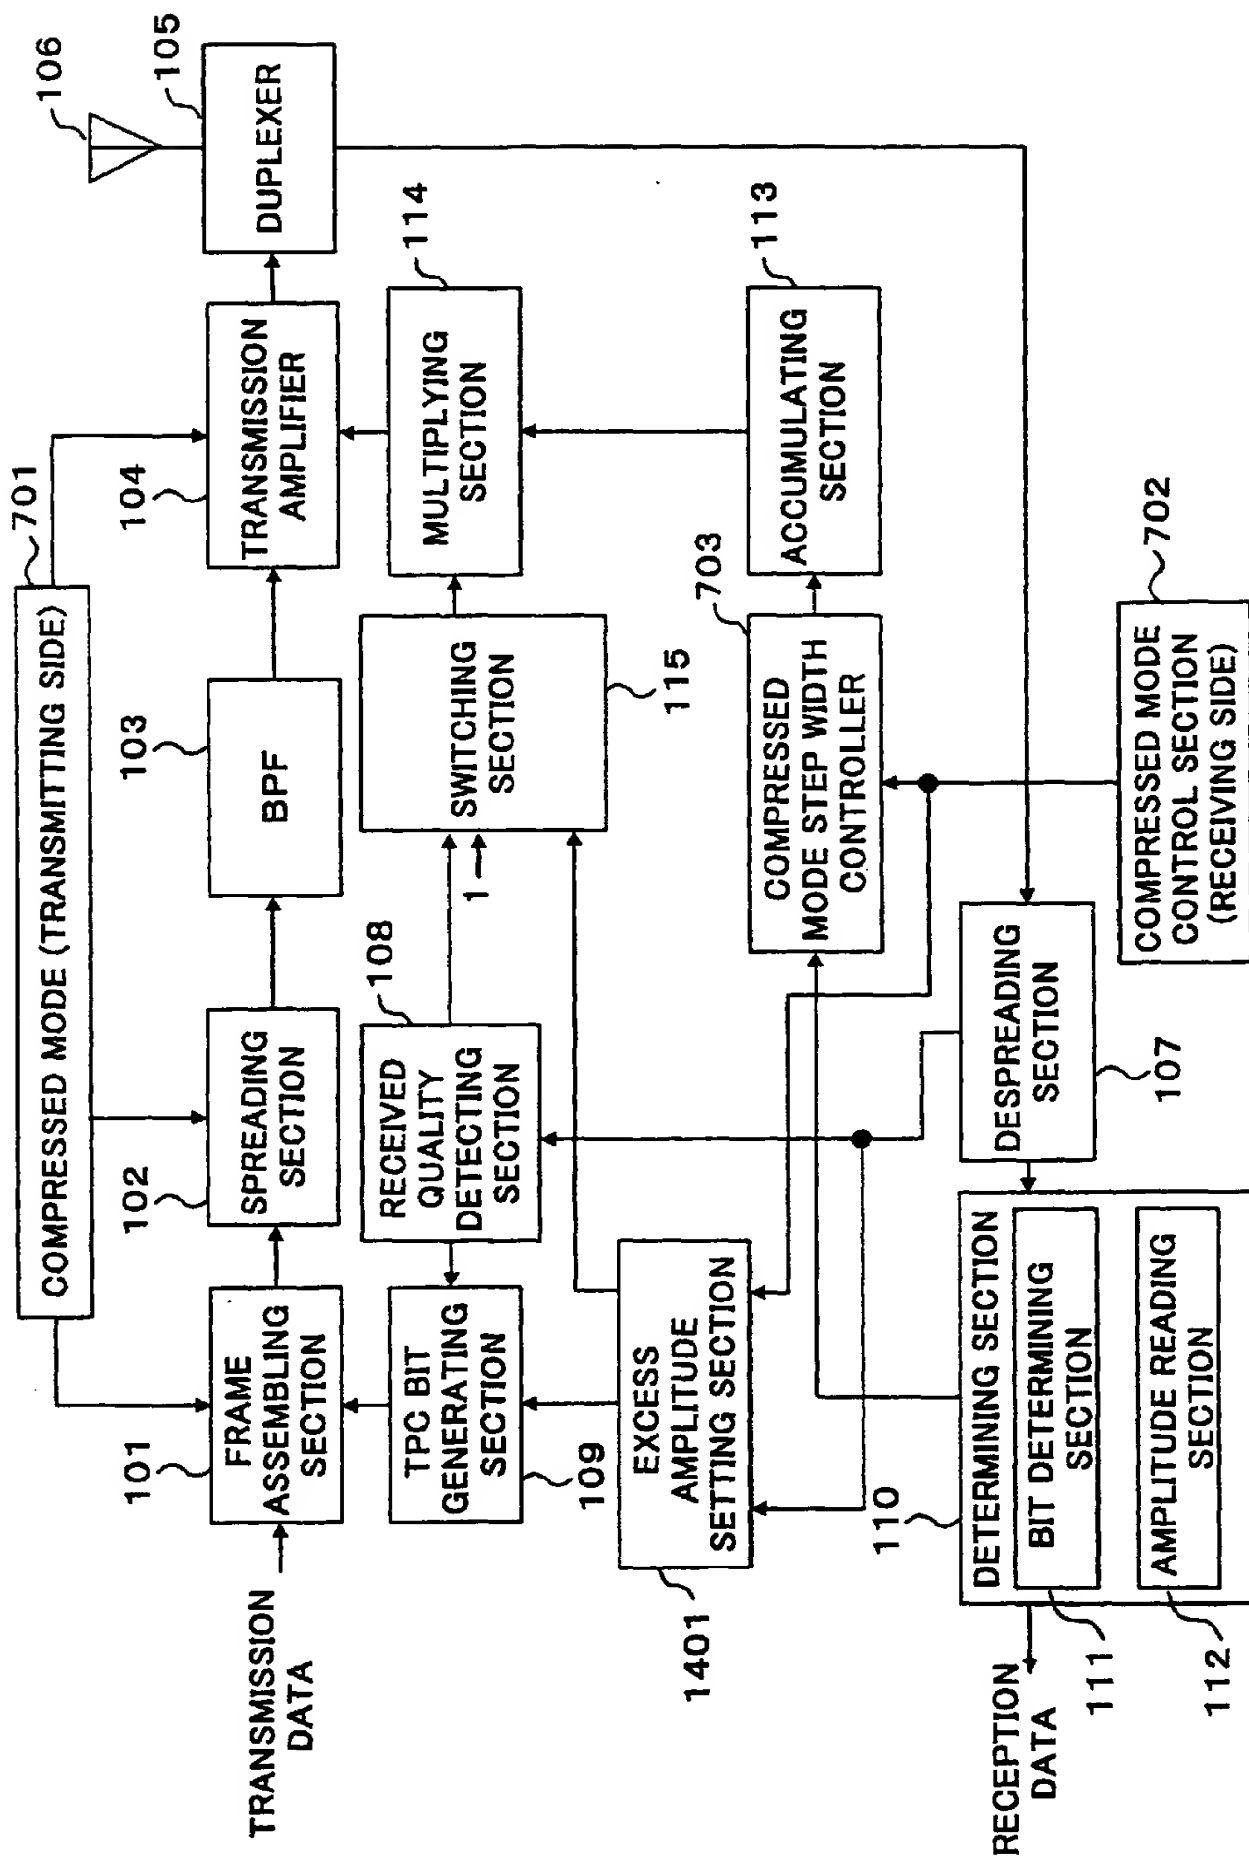 106
105
DUPLEXER
701
COMPRESSED MODE (TRANSMITTING SIDE)
104
TRANSMISSION
AMPLIFIER
103
BPF
102
SPREADING
SECTION
101
FRAME
ASSEMBLING
SECTION
TRANSMISSION
DATA
114
MULTIPLYING
SECTION
SWITCHING
SECTION
115
1
108
RECEIVED
QUALITY
DETECTING
SECTION
TPC BIT
GENERATING
SECTION
109
113
ACCUMULATING
SECTION
703
COMPRESSED
MODE STEP WIDTH
CONTROLLER
EXCESS
AMPLITUDE
SETTING SECTION
1401
702
COMPRESSED MODE
CONTROL SECTION
(RECEIVING SIDE)
DESPREADING
SECTION
107
110
DETERMINING SECTION
BIT DETERMINING
SECTION
111
AMPLITUDE READING
SECTION
112
RECEPTION
DATA